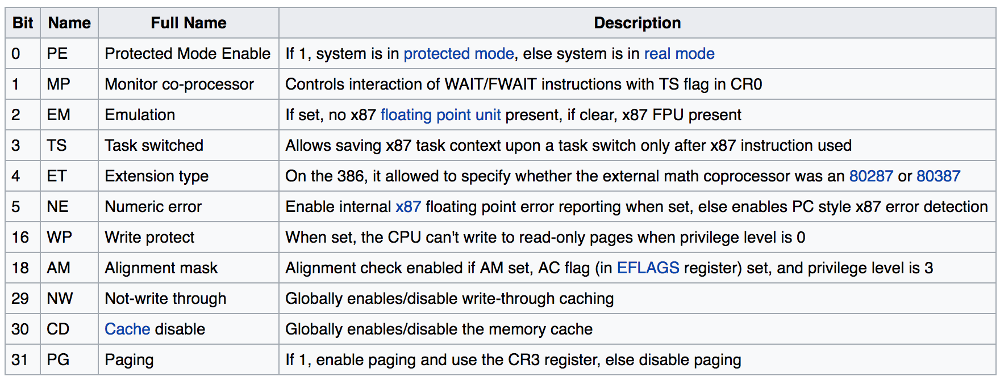 Bit Name Full Name Description
0 PE Protected Mode Enable If 1, system is in protected mode, else system is in real mode
1 MP Monitor co-processor Controls interaction of WAIT/FWAIT instructions with TS flag in CR0
2 EM Emulation If set, no x87 floating point unit present, if clear, x87 FPU present
3 TS Task switched Allows saving x87 task context upon a task switch only after x87 instruction used
4 ET Extension type On the 386, it allowed to specify whether the external math coprocessor was an 80287 or 80387
5 NE Numeric error Enable internal x87 floating point error reporting when set, else enables PC style x87 error detection
16 WP Write protect When set, the CPU can't write to read-only pages when privilege level is 0
18 AM Alignment mask Alignment check enabled if AM set, AC flag (in EFLAGS register) set, and privilege level is 3
29 NW Not-write through Globally enables/disable write-through caching
30 CD Cache disable Globally enables/disable the memory cache
31 PG Paging If 1, enable paging and use the CR3 register, else disable paging